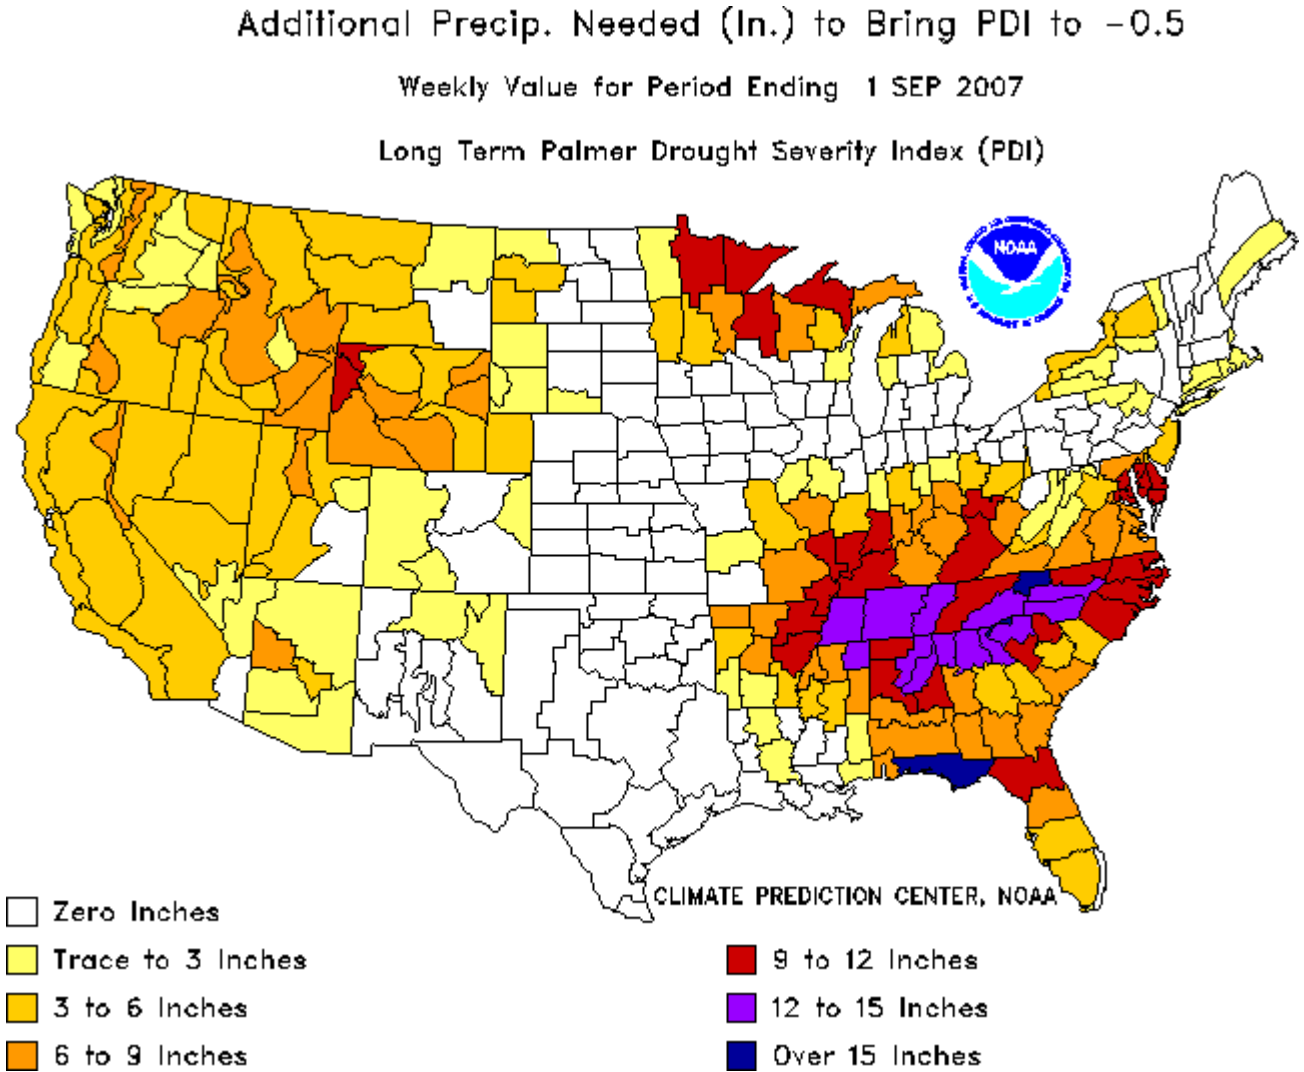 Additional Precip. Needed (In.) to Bring PDI to -0.5
Weekly Value for Period Ending 1 SEP 2007
Long Term Palmer Drought Severity Index (PDI)
NOAA
CLIMATE PREDICTION CENTER, NOAA
Zero Inches
Trace to 3 Inches
3 to 6 Inches
6 to 9 Inches
9 to 12 Inches
12 to 15 Inches
Over 15 Inches